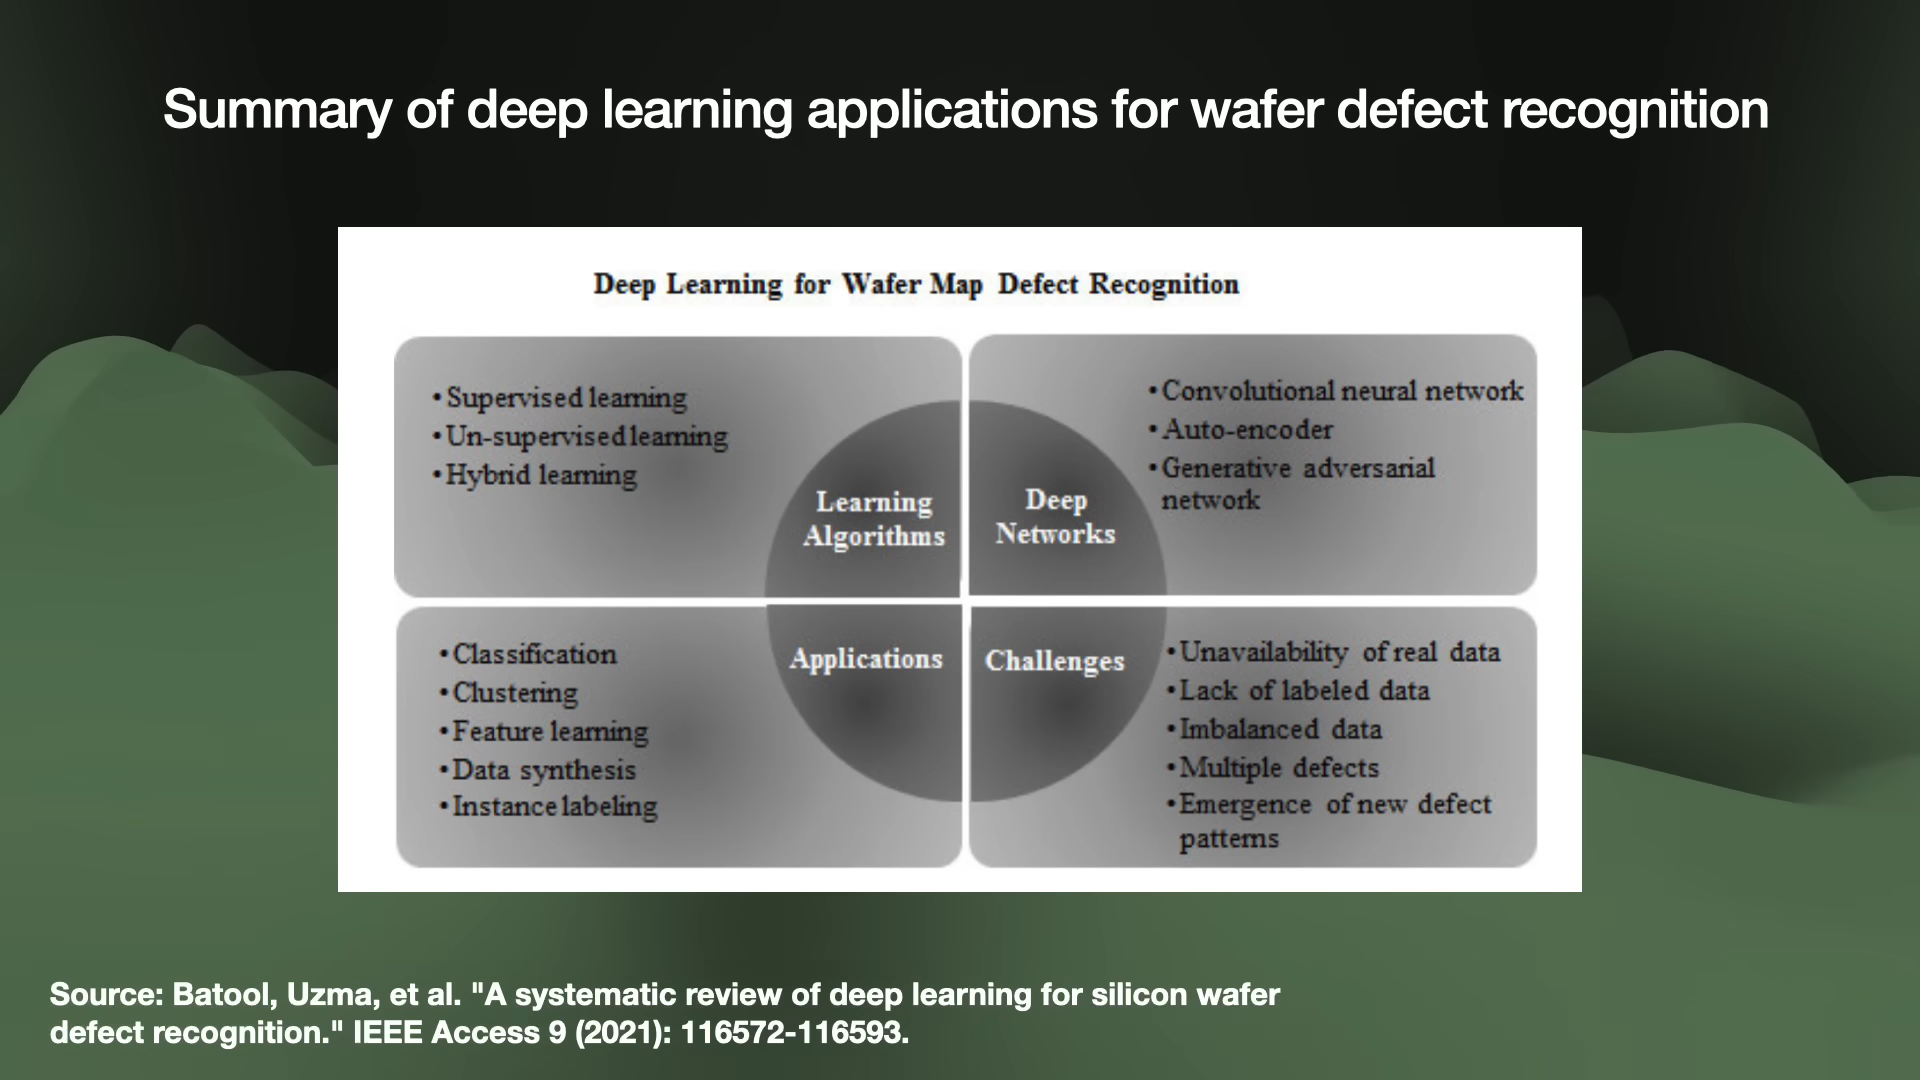 Summary of deep learning applications for wafer defect recognition
Deep Learning for Wafer Map Defect Recognition
• Supervised learning
• Un-supervised learning
• Hybrid learning
Learning
Algorithms
• Convolutional neural network
• Auto-encoder
• Generative adversarial
network
Deep
Networks
• Classification
• Clustering
• Feature learning
• Data synthesis
• Instance labeling
Applications
Challenges
• Unavailability of real data
• Lack of labeled data
• Imbalanced data
• Multiple defects
• Emergence of new defect
patterns
Source: Batool, Uzma, et al. "A systematic review of deep learning for silicon wafer
defect recognition." IEEE Access 9 (2021): 116572-116593.